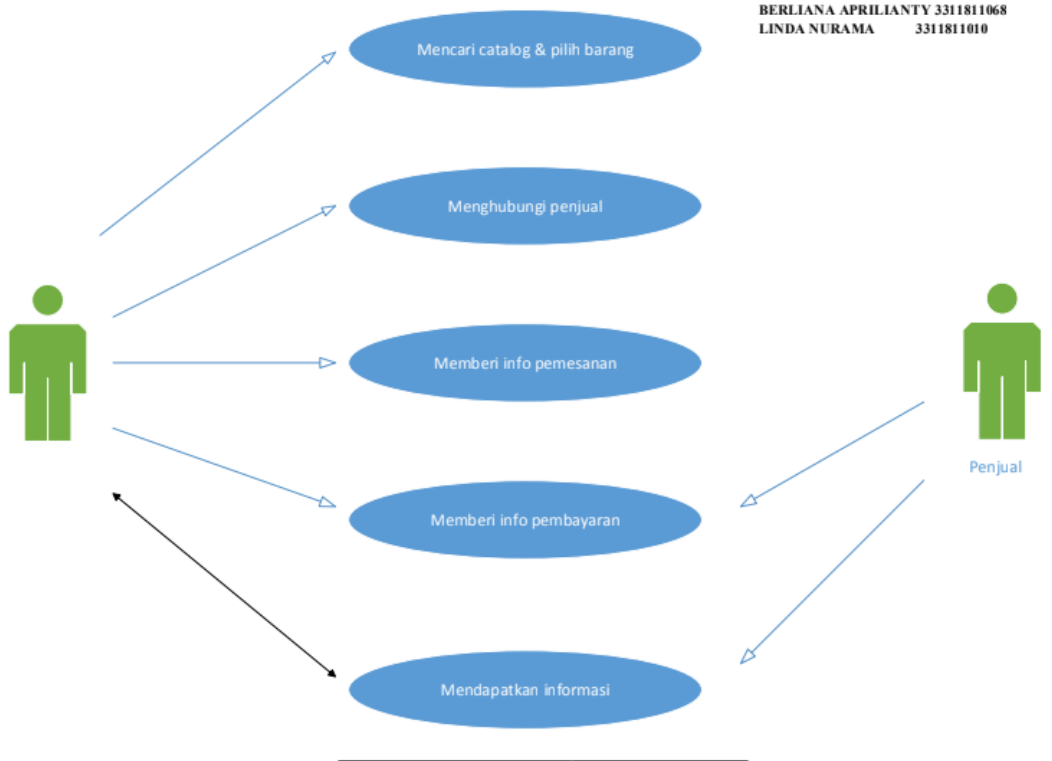 BERLIANA APRILIANTY 3311811068
LINDA NURAMA 3311811010
Mencari catalog & pilih barang
Menghubungi penjual
Memberi info pemesanan
Penjual
Memberi info pembayaran
Mendapatkan informasi